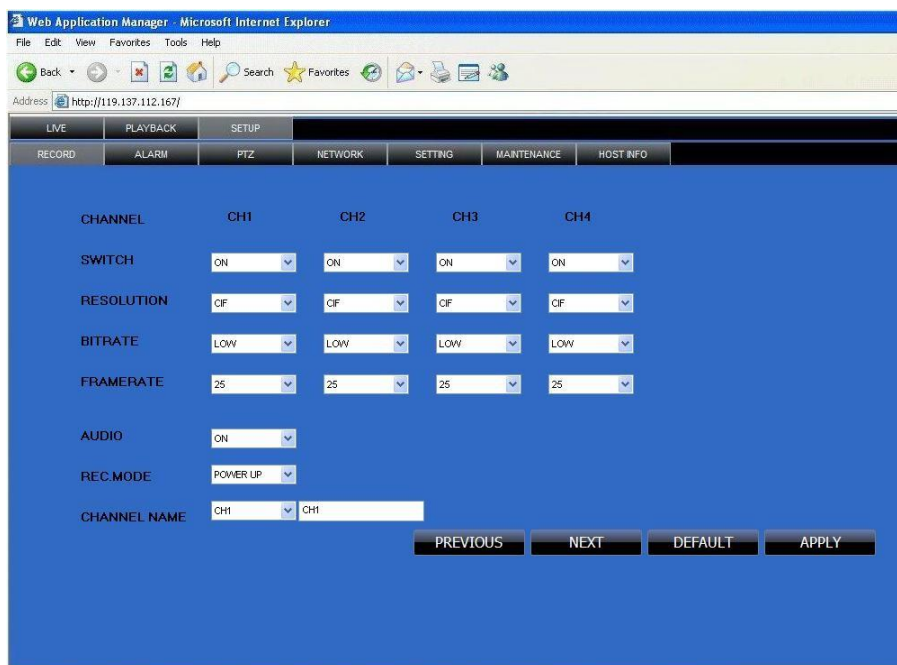 Web Application Manager - Microsoft Internet Explorer
File Edit View Favorites Tools Help
Back Search Favorites
Address http://119.137.112.167/
LIVE PLAYBACK SETUP
RECORD ALARM PTZ NETWORK SETTING MAINTENANCE HOST INFO
CHANNEL CH1 CH2 CH3 CH4
SWITCH ON ON ON ON
RESOLUTION CIF CIF CIF CIF
BITRATE LOW LOW LOW LOW
FRAMERATE 25 25 25 25
AUDIO ON
REC.MODE POWER UP
CHANNEL NAME CH1 CH1
PREVIOUS NEXT DEFAULT APPLY